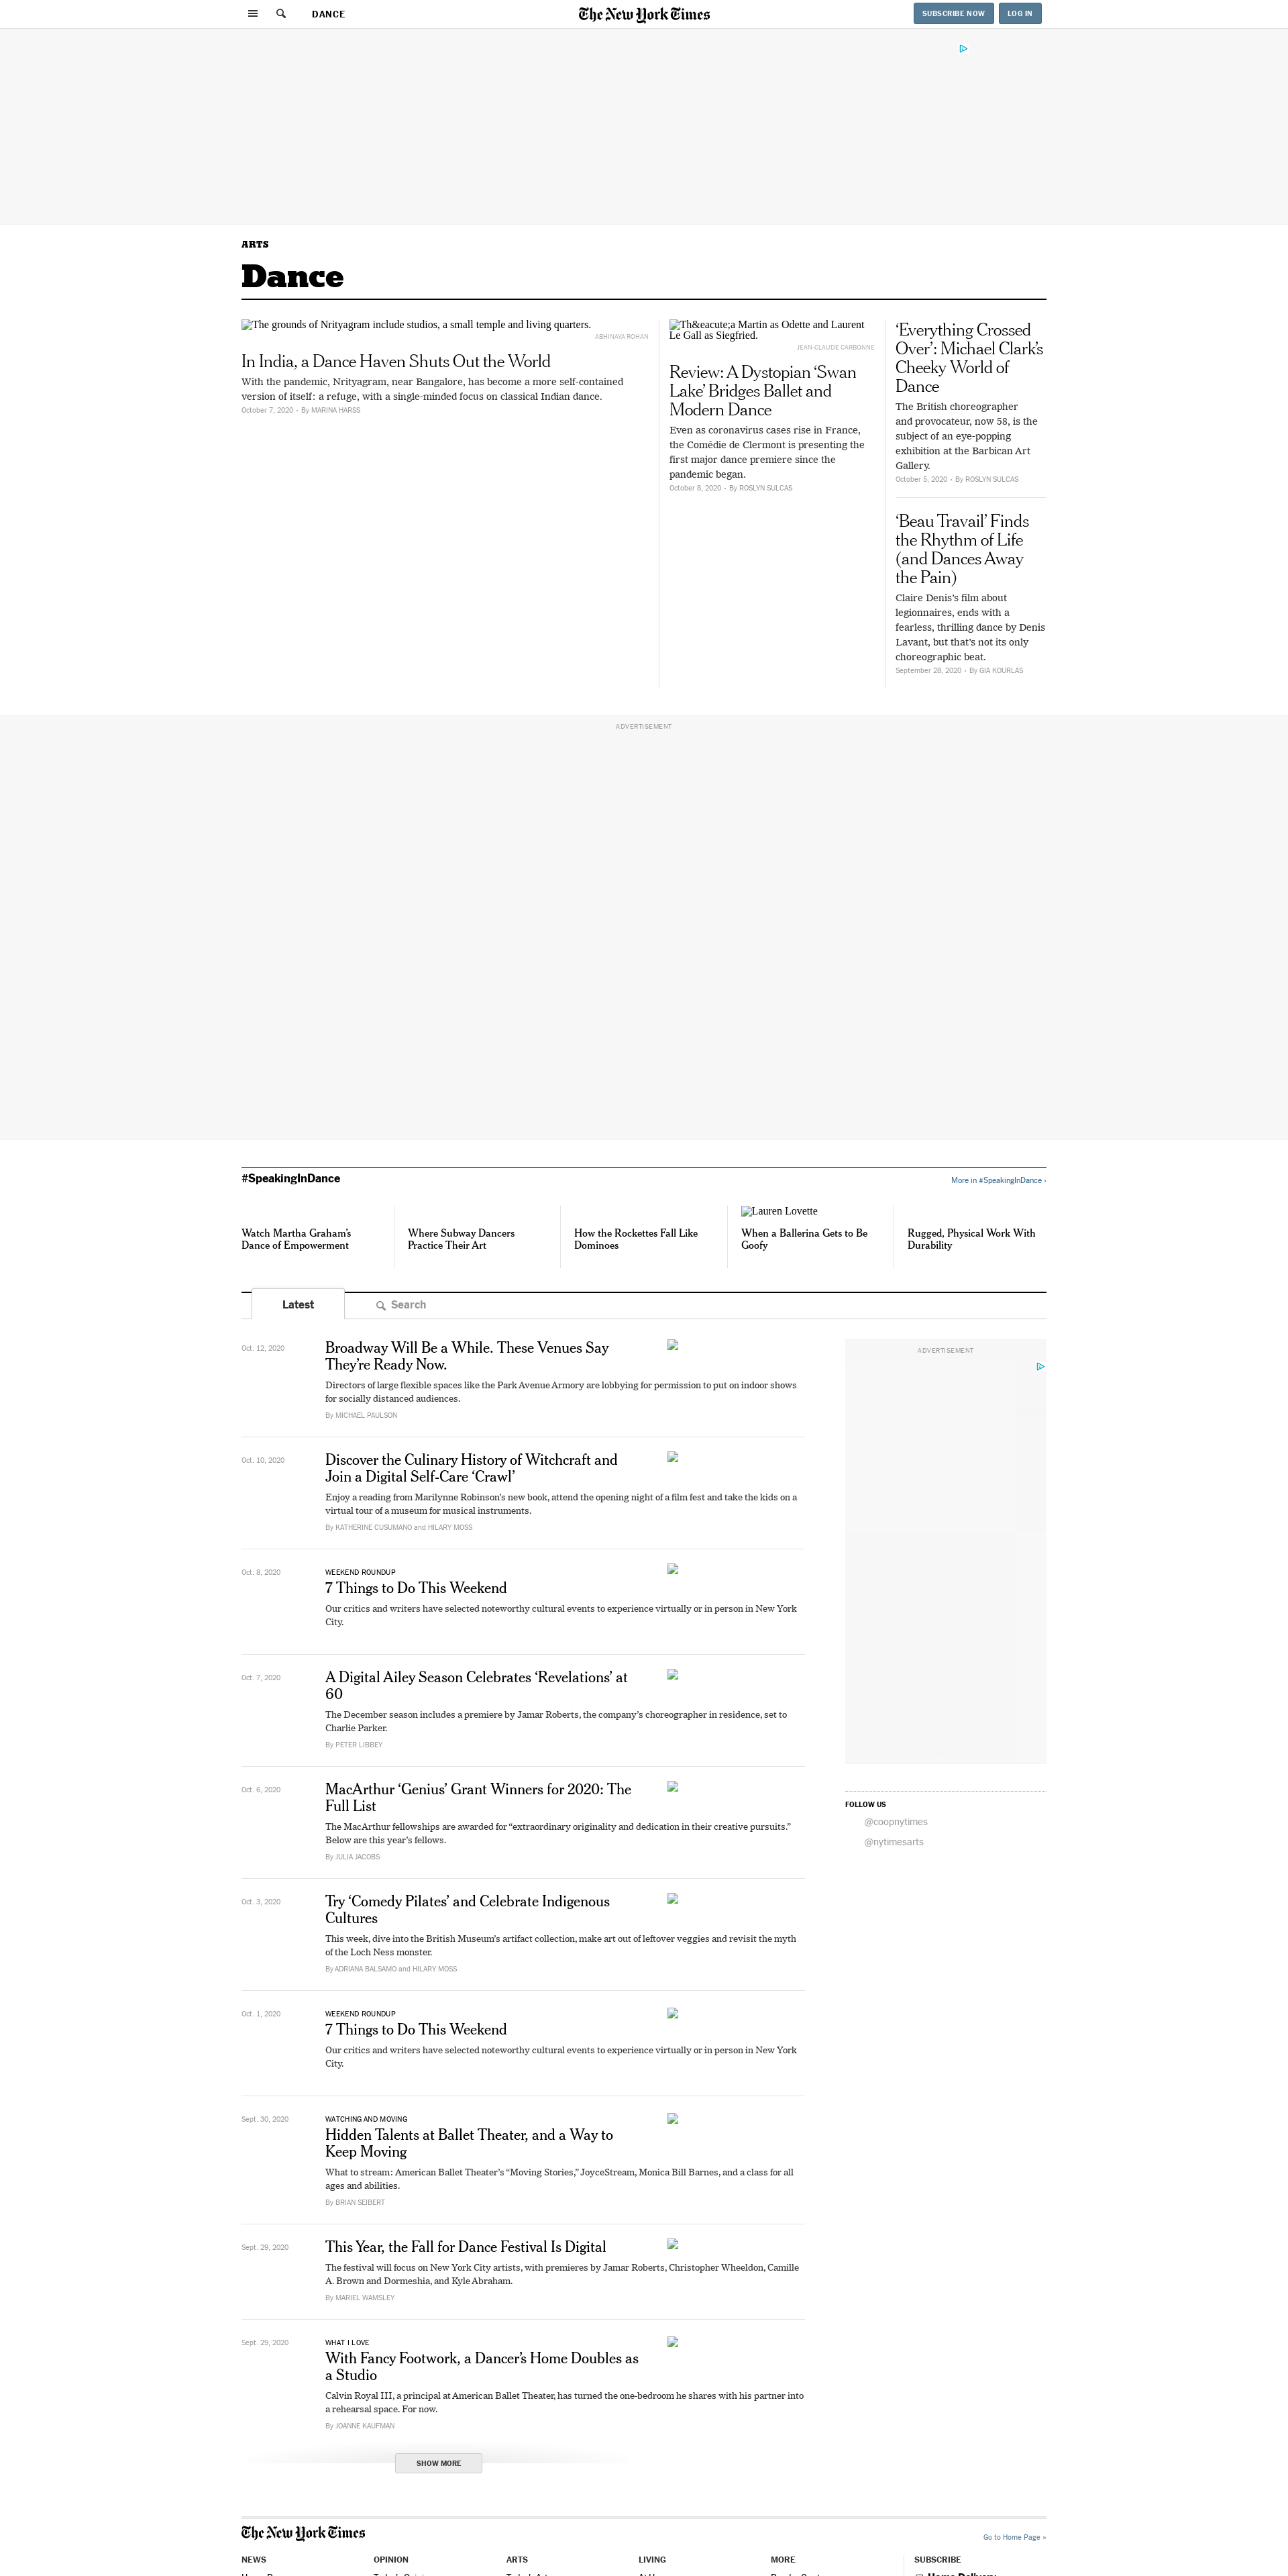 DANCE
The New York Times
SUBSCRIBE NOW
LOG IN
ARTS
Dance
The grounds of Nrityagram include studios, a small temple and living quarters.
ABHINAYA ROHAN
In India, a Dance Haven Shuts Out the World
With the pandemic, Nrityagram, near Bangalore, has become a more self-contained
version of itself: a refuge, with a single-minded focus on classical Indian dance.
October 7, 2020 • By MARINA HARSS
Th&eacute;a Martin as Odette and Laurent
Le Gall as Siegfried.
JEAN-CLAUDE CARBONNE
Review: A Dystopian ‘Swan
Lake’ Bridges Ballet and
Modern Dance
Even as coronavirus cases rise in France,
the Comédie de Clermont is presenting the
first major dance premiere since the
pandemic began.
October 8, 2020 • By ROSLYN SULCAS
‘Everything Crossed
Over’: Michael Clark’s
Cheeky World of
Dance
The British choreographer
and provocateur, now 58, is the
subject of an eye-popping
exhibition at the Barbican Art
Gallery.
October 5, 2020 • By ROSLYN SULCAS
‘Beau Travail’ Finds
the Rhythm of Life
(and Dances Away
the Pain)
Claire Denis’s film about
legionnaires, ends with a
fearless, thrilling dance by Denis
Lavant, but that’s not its only
choreographic beat.
September 28, 2020 • By GIA KOURLAS
ADVERTISEMENT
#SpeakingInDance
More in #SpeakingInDance ›
Watch Martha Graham’s
Dance of Empowerment
Where Subway Dancers
Practice Their Art
How the Rockettes Fall Like
Dominoes
Lauren Lovette
When a Ballerina Gets to Be
Goofy
Rugged, Physical Work With
Durability
Latest
Search
Oct. 12, 2020
Broadway Will Be a While. These Venues Say
They’re Ready Now.
Directors of large flexible spaces like the Park Avenue Armory are lobbying for permission to put on indoor shows
for socially distanced audiences.
By MICHAEL PAULSON
ADVERTISEMENT
Oct. 10, 2020
Discover the Culinary History of Witchcraft and
Join a Digital Self-Care ‘Crawl’
Enjoy a reading from Marilynne Robinson’s new book, attend the opening night of a film fest and take the kids on a
virtual tour of a museum for musical instruments.
By KATHERINE CUSUMANO and HILARY MOSS
Oct. 8, 2020
WEEKEND ROUNDUP
7 Things to Do This Weekend
Our critics and writers have selected noteworthy cultural events to experience virtually or in person in New York
City.
Oct. 7, 2020
A Digital Ailey Season Celebrates ‘Revelations’ at
60
The December season includes a premiere by Jamar Roberts, the company’s choreographer in residence, set to
Charlie Parker.
By PETER LIBBEY
Oct. 6, 2020
MacArthur ‘Genius’ Grant Winners for 2020: The
Full List
The MacArthur fellowships are awarded for “extraordinary originality and dedication in their creative pursuits.”
Below are this year’s fellows.
By JULIA JACOBS
FOLLOW US
@coopnytimes
@nytimesarts
Oct. 3, 2020
Try ‘Comedy Pilates’ and Celebrate Indigenous
Cultures
This week, dive into the British Museum’s artifact collection, make art out of leftover veggies and revisit the myth
of the Loch Ness monster.
By ADRIANA BALSAMO and HILARY MOSS
Oct. 1, 2020
WEEKEND ROUNDUP
7 Things to Do This Weekend
Our critics and writers have selected noteworthy cultural events to experience virtually or in person in New York
City.
Sept. 30, 2020
WATCHING AND MOVING
Hidden Talents at Ballet Theater, and a Way to
Keep Moving
What to stream: American Ballet Theater’s “Moving Stories,” JoyceStream, Monica Bill Barnes, and a class for all
ages and abilities.
By BRIAN SEIBERT
Sept. 29, 2020
This Year, the Fall for Dance Festival Is Digital
The festival will focus on New York City artists, with premieres by Jamar Roberts, Christopher Wheeldon, Camille
A. Brown and Dormeshia, and Kyle Abraham.
By MARIEL WAMSLEY
Sept. 29, 2020
WHAT I LOVE
With Fancy Footwork, a Dancer’s Home Doubles as
a Studio
Calvin Royal III, a principal at American Ballet Theater, has turned the one-bedroom he shares with his partner into
a rehearsal space. For now.
By JOANNE KAUFMAN
SHOW MORE
The New York Times
Go to Home Page »
NEWS
OPINION
ARTS
LIVING
MORE
SUBSCRIBE